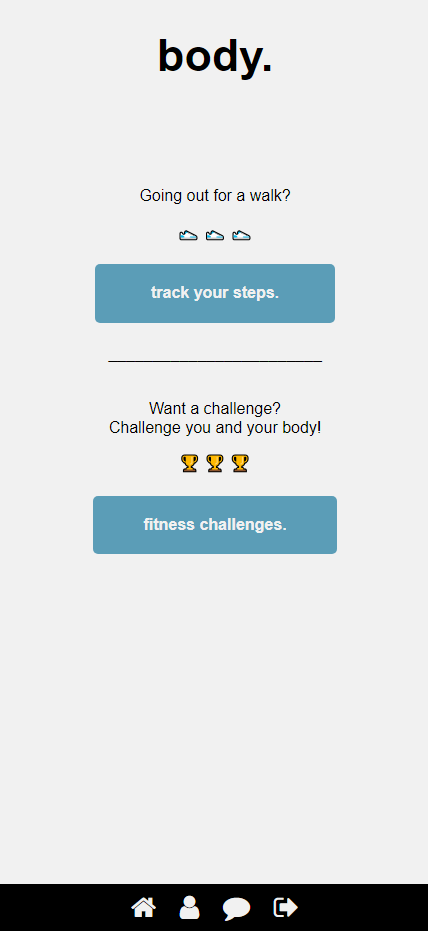 body.
Going out for a walk?
track your steps.
Want a challenge?
Challenge you and your body!
fitness challenges.